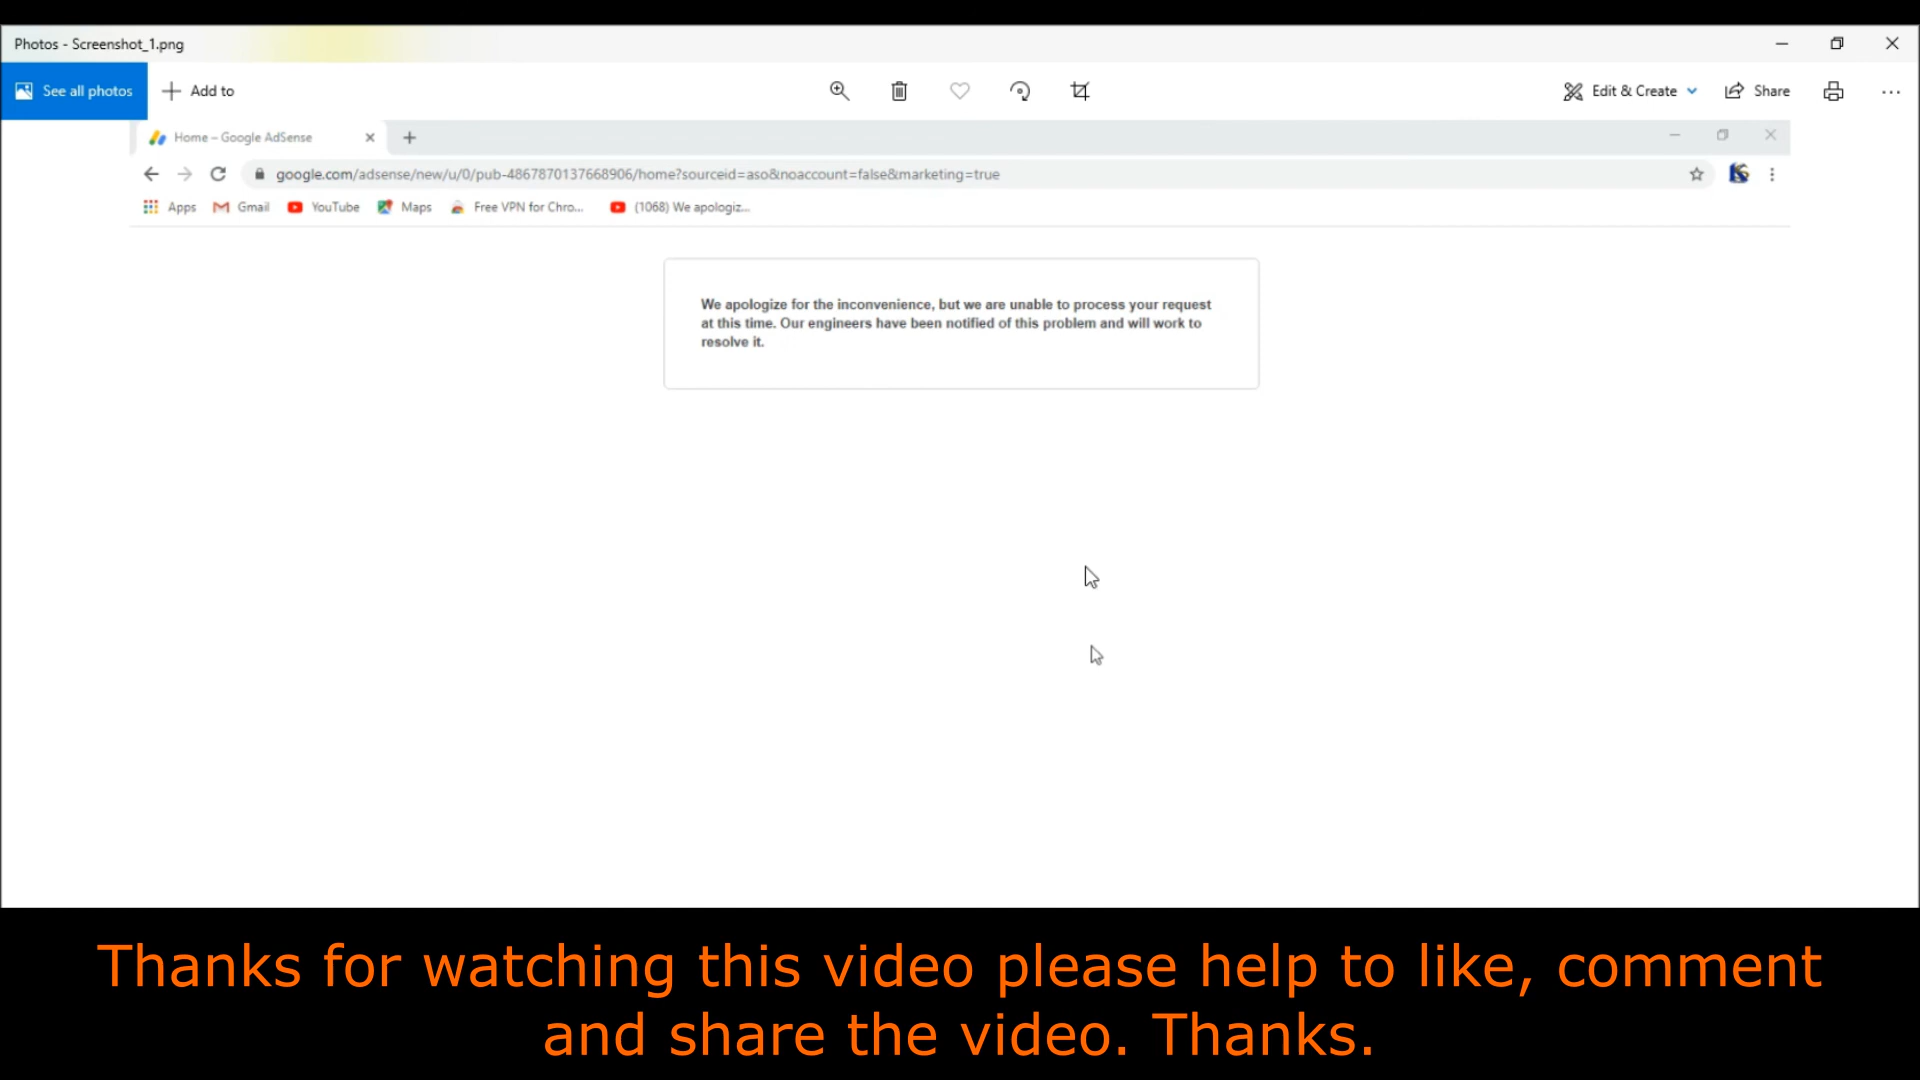 Photos - Screenshot_1.png
See all photos
Add to
Edit & Create
Share
Home – Google AdSense
google.com/adsense/new/u/0/pub-4867870137668906/home?sourceid=aso&noaccount=false&marketing=true
Apps
Gmail
YouTube
Maps
Free VPN for Chro...
(1068) We apologiz...
We apologize for the inconvenience, but we are unable to process your request
at this time. Our engineers have been notified of this problem and will work to
resolve it.
Thanks for watching this video please help to like, comment
and share the video. Thanks.